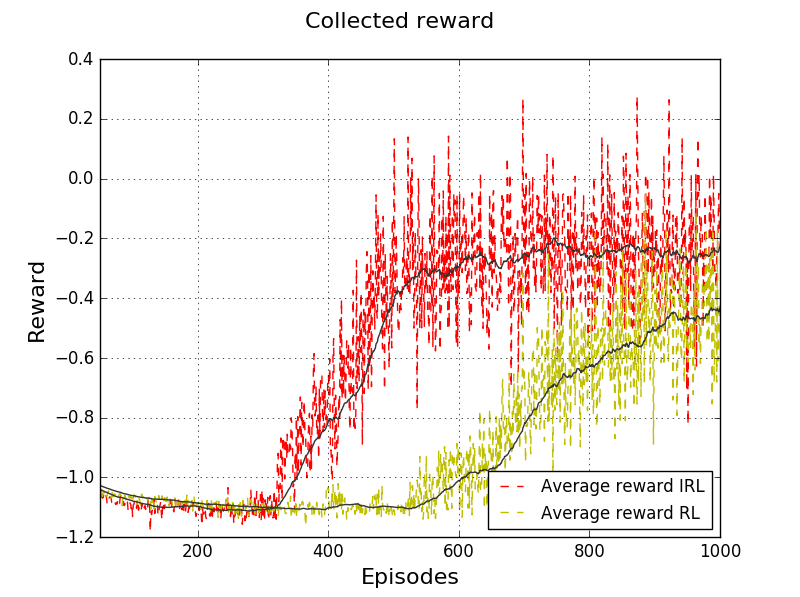 Collected reward
0.4
0.2
0.0
−0.2
−0.4
−0.6
−0.8
−1.0
−1.2
Reward
Average reward IRL
Average reward RL
200 400 600 800 1000
Episodes